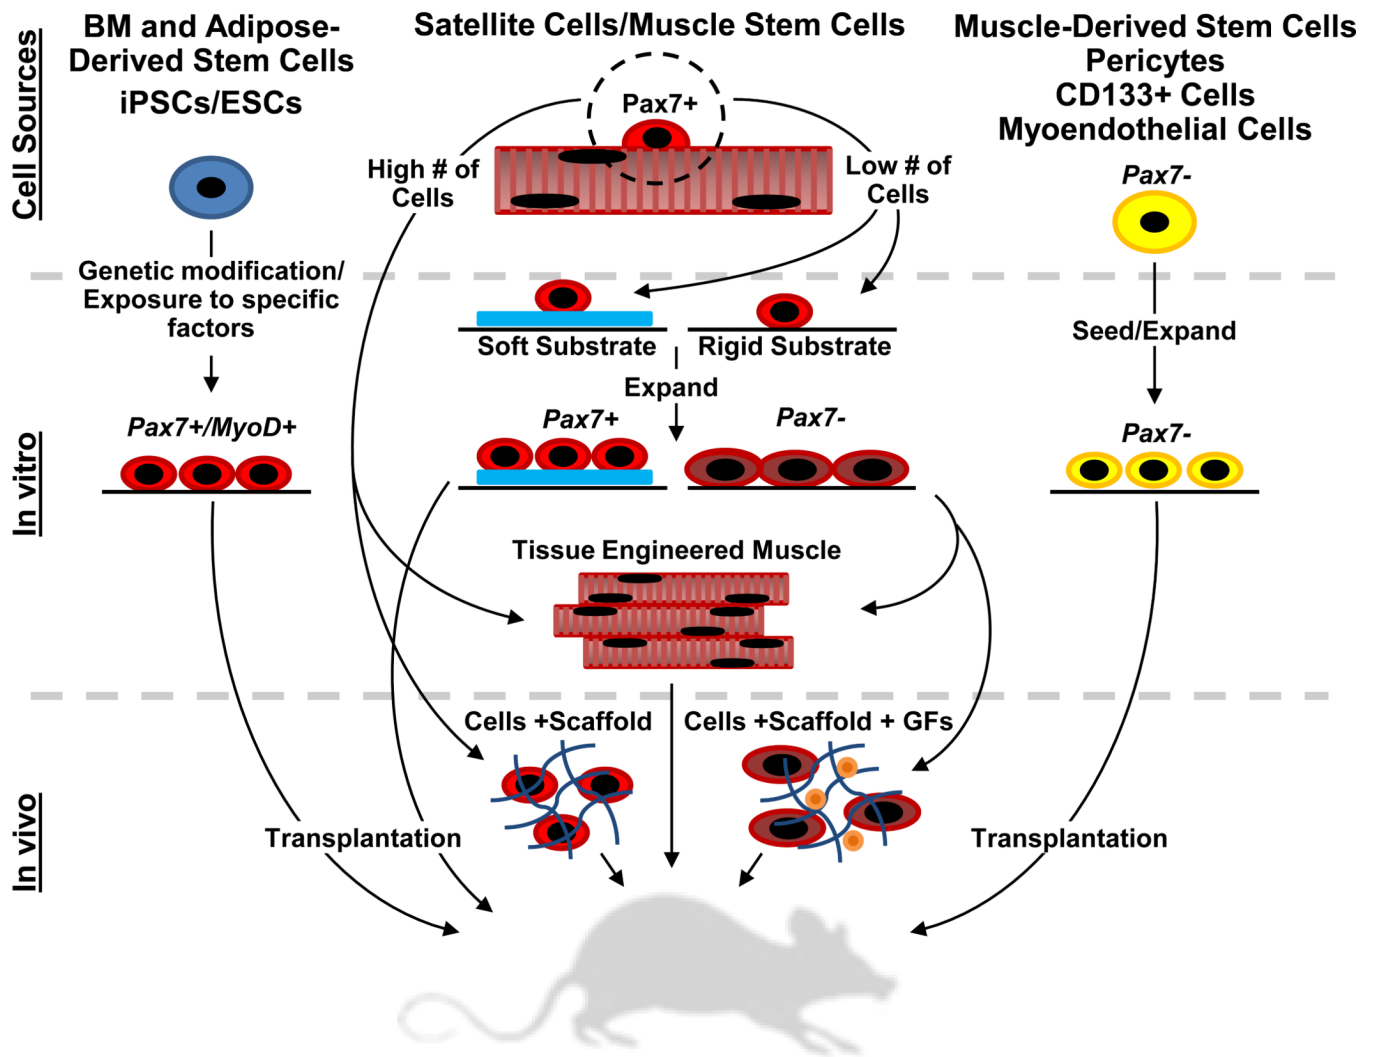 BM and Adipose-
Derived Stem Cells
iPSCs/ESCs
Satellite Cells/Muscle Stem Cells
Muscle-Derived Stem Cells
Pericytes
CD133+ Cells
Myoendothelial Cells
Cell Sources
Pax7+
High # of
Cells
Low # of
Cells
Pax7-
Genetic modification/
Exposure to specific
factors
Soft Substrate
Rigid Substrate
Seed/Expand
Expand
In vitro
Pax7+/MyoD+
Pax7+
Pax7-
Pax7-
Tissue Engineered Muscle
Cells +Scaffold
Cells +Scaffold + GFs
In vivo
Transplantation
Transplantation